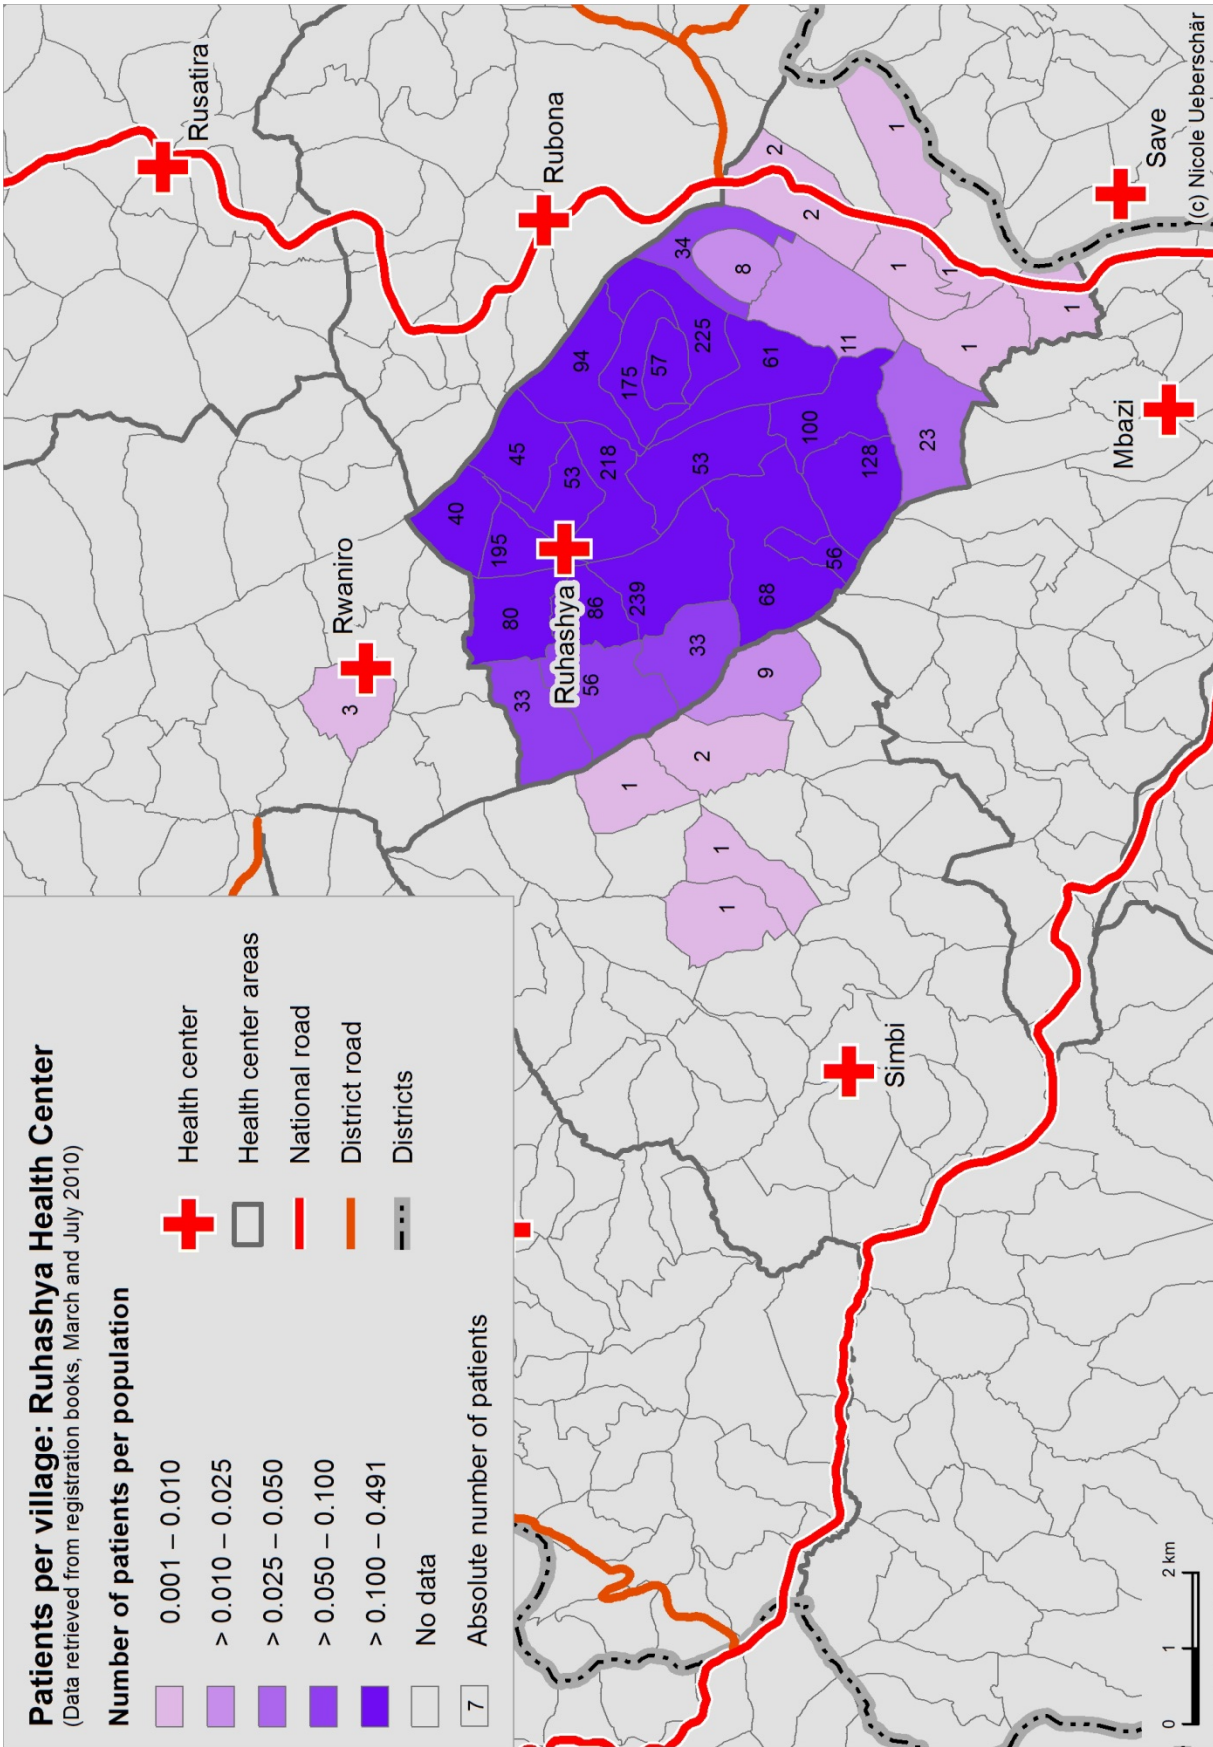 Patients per village: Ruhashya Health Center
(Data retrieved from registration books, March and July 2010)
Number of patients per population
0.001 – 0.010
> 0.010 – 0.025
> 0.025 – 0.050
> 0.050 – 0.100
> 0.100 – 0.491
No data
7 Absolute number of patients
Health center
Health center areas
National road
District road
Districts
Rusatira
Rwaniro
3
Rubona
40
45
94
195
80
53
218
175
57
225
34
2
Ruhashya
86
239
33
56
33
53
61
8
2
1
100
11
1
1
68
56
128
23
1
1
9
1
2
1
1
Simbi
Mbazi
Save
0 1 2 km
(c) Nicole Ueberschär